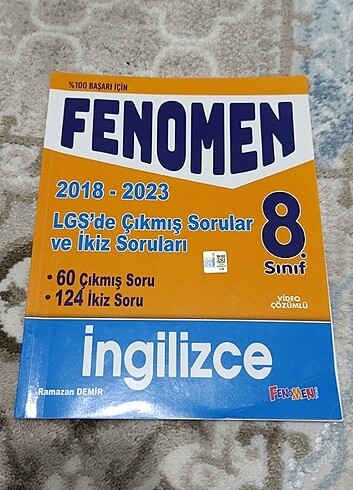 %100 BAŞARI İÇİN
FENOMEN
2018 - 2023
LGS'de Çıkmış Sorular
ve İkiz Soruları
8.
Sınıf
• 60 Çıkmış Soru
• 124 İkiz Soru
VİDEO
ÇÖZÜMLÜ
İngilizce
Ramazan DEMİR
FENOMEN